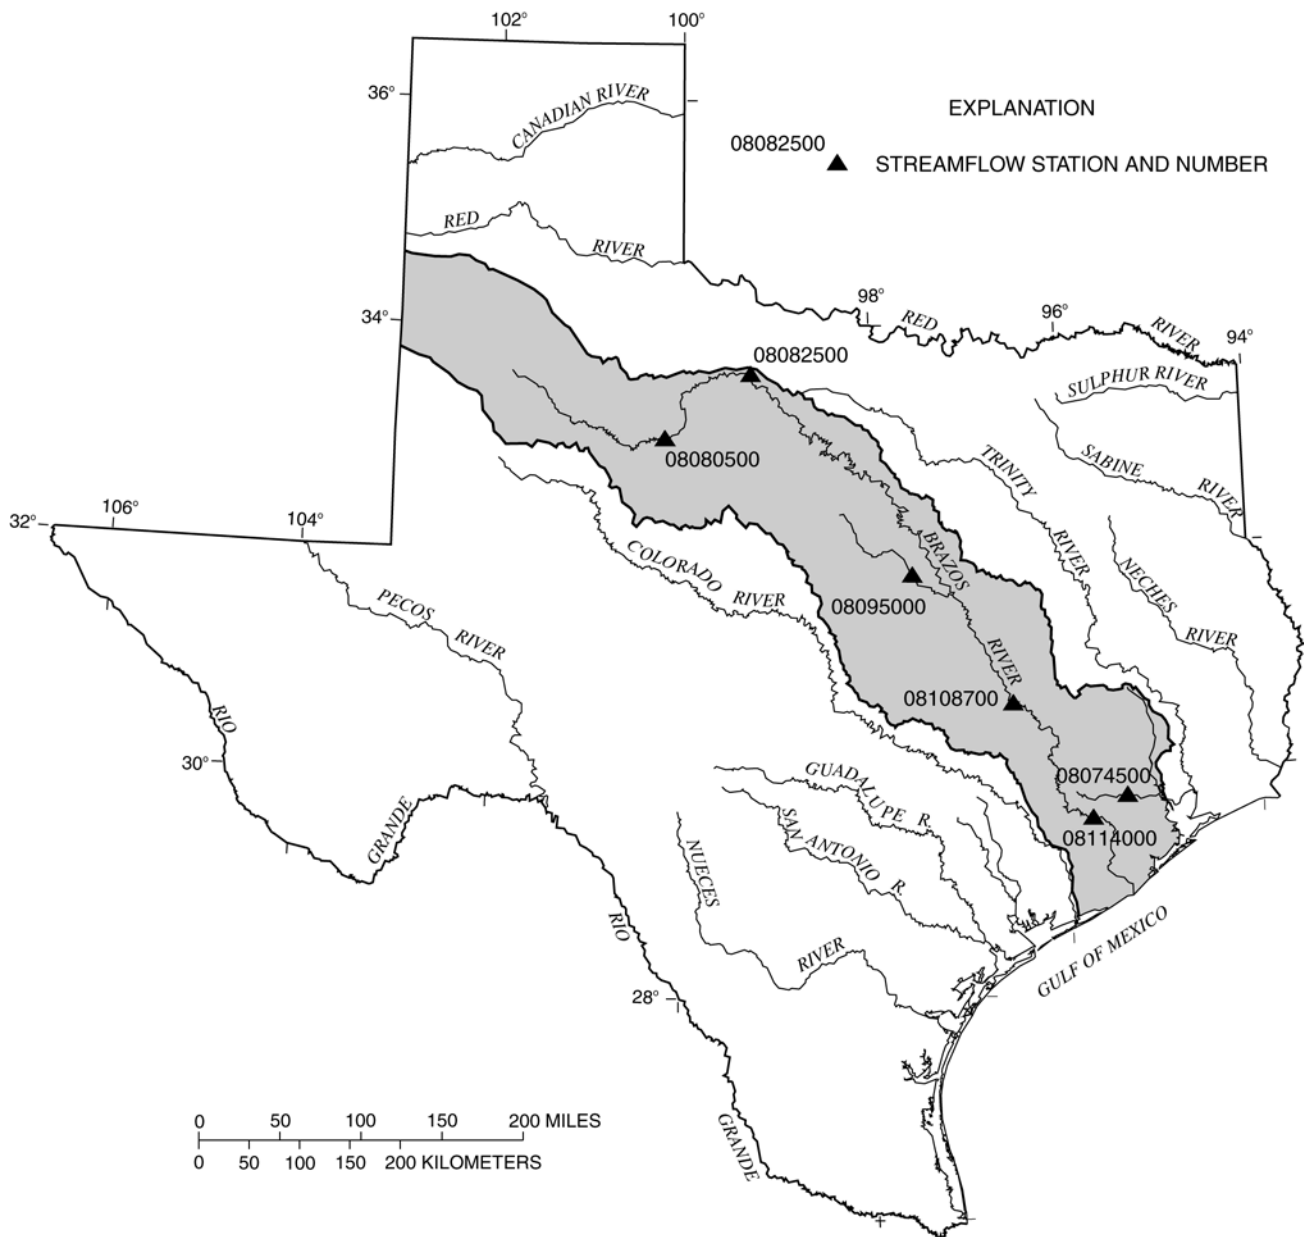 102°
100°
36°
CANADIAN RIVER
EXPLANATION
08082500
STREAMFLOW STATION AND NUMBER
RED
RIVER
34°
98°
RED
96°
RIVER
94°
08082500
SULPHUR RIVER
08080500
TRINITY
RIVER
SABINE
RIVER
32°
106°
104°
COLORADO
RIVER
BRAZOS
RIVER
NECHES
RIVER
08095000
PECOS
RIVER
08108700
RIO
GRANDE
30°
08074500
GUADALUPE R.
SAN ANTONIO R.
08114000
NUECES
RIVER
RIO
GRANDE
GULF OF MEXICO
28°
0 50 100 150 200 MILES
0 50 100 150 200 KILOMETERS